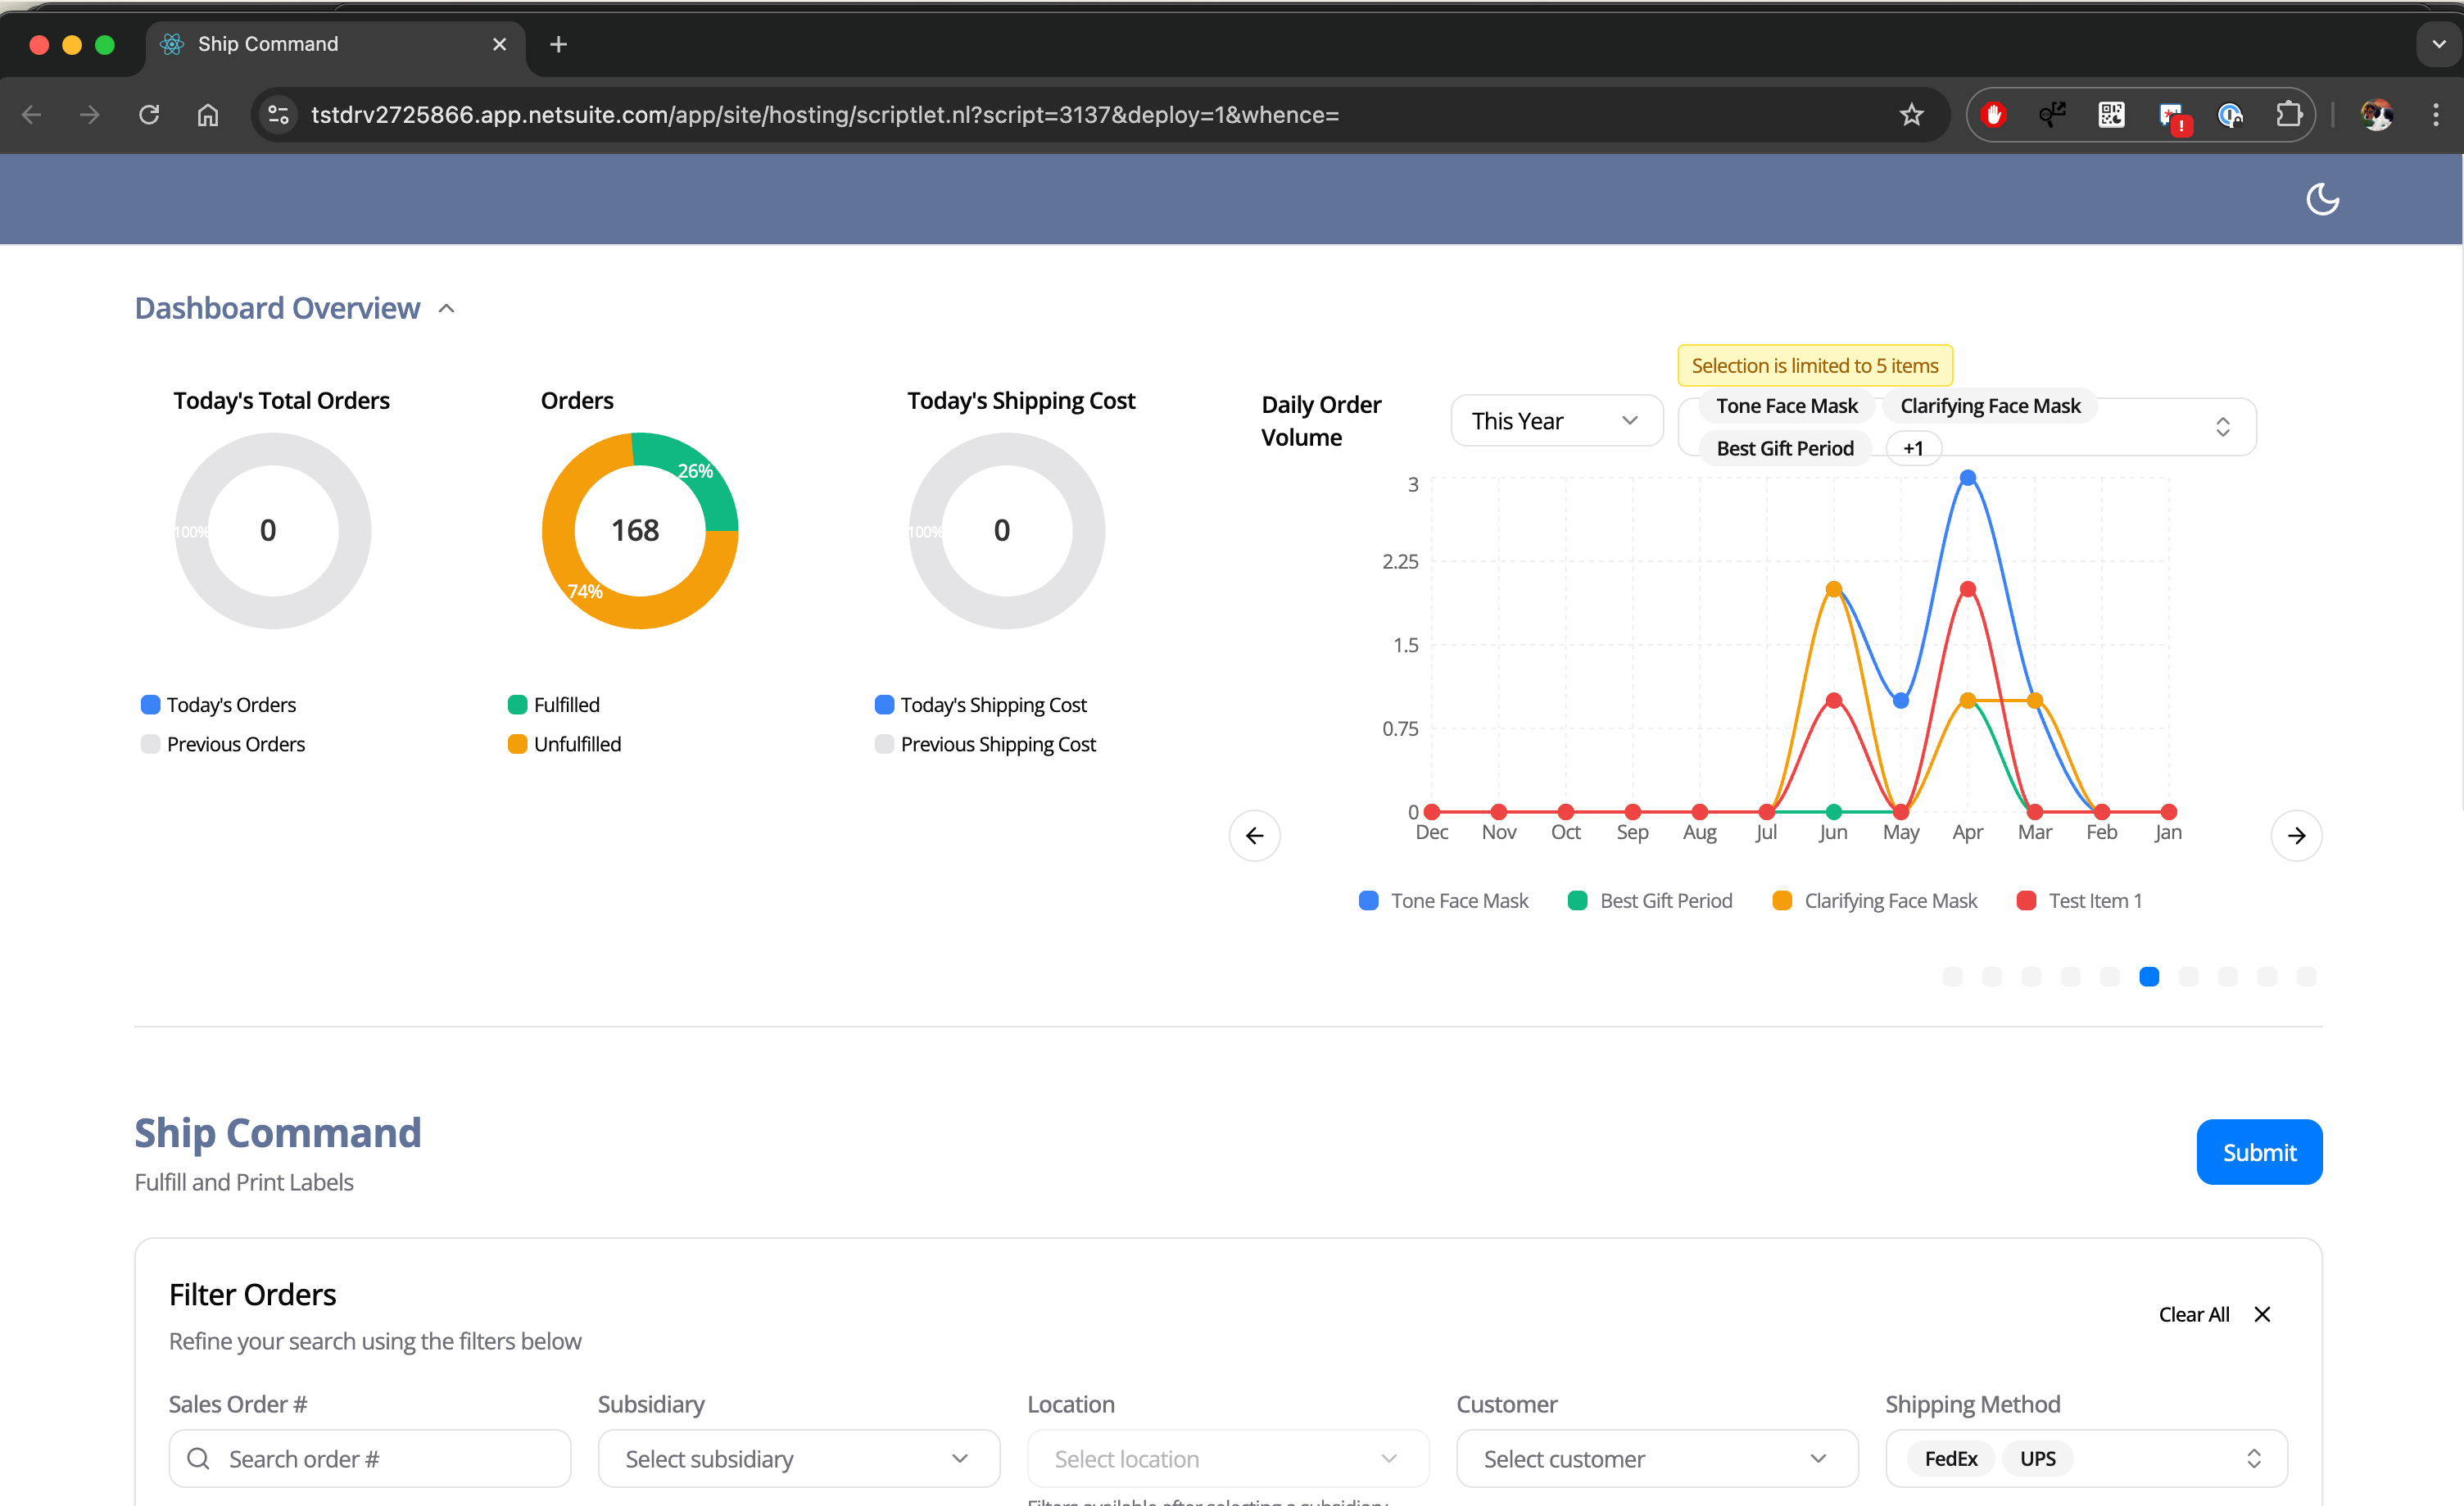 Ship Command
tstdrv2725866.app.netsuite.com/app/site/hosting/scriptlet.nl?script=3137&deploy=1&whence=
Dashboard Overview
Today's Total Orders
100%
0
Today's Orders
Previous Orders
Orders
26%
168
74%
Fulfilled
Unfulfilled
Today's Shipping Cost
100%
0
Today's Shipping Cost
Previous Shipping Cost
Daily Order
Volume
This Year
Selection is limited to 5 items
Tone Face Mask Clarifying Face Mask
Best Gift Period +1
3
2.25
1.5
0.75
0
Dec Nov Oct Sep Aug Jul Jun May Apr Mar Feb Jan
Tone Face Mask Best Gift Period Clarifying Face Mask Test Item 1
Ship Command
Fulfill and Print Labels
Submit
Filter Orders
Refine your search using the filters below
Clear All
Sales Order # Subsidiary Location Customer Shipping Method
Search order # Select subsidiary Select location Select customer FedEx UPS
Filters available after selecting a subsidiary